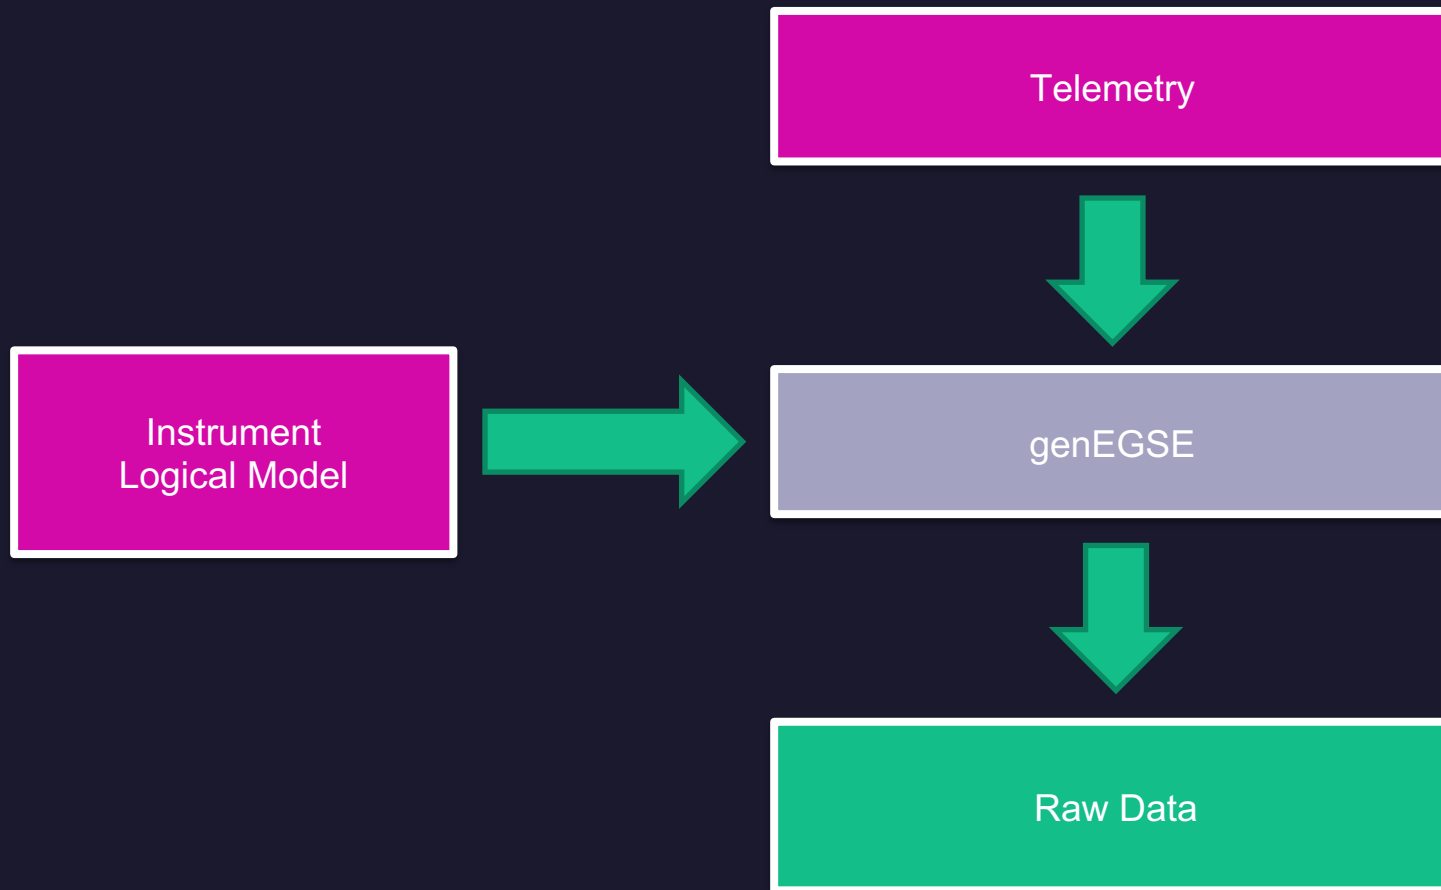 Telemetry
Instrument
Logical Model
genEGSE
Raw Data